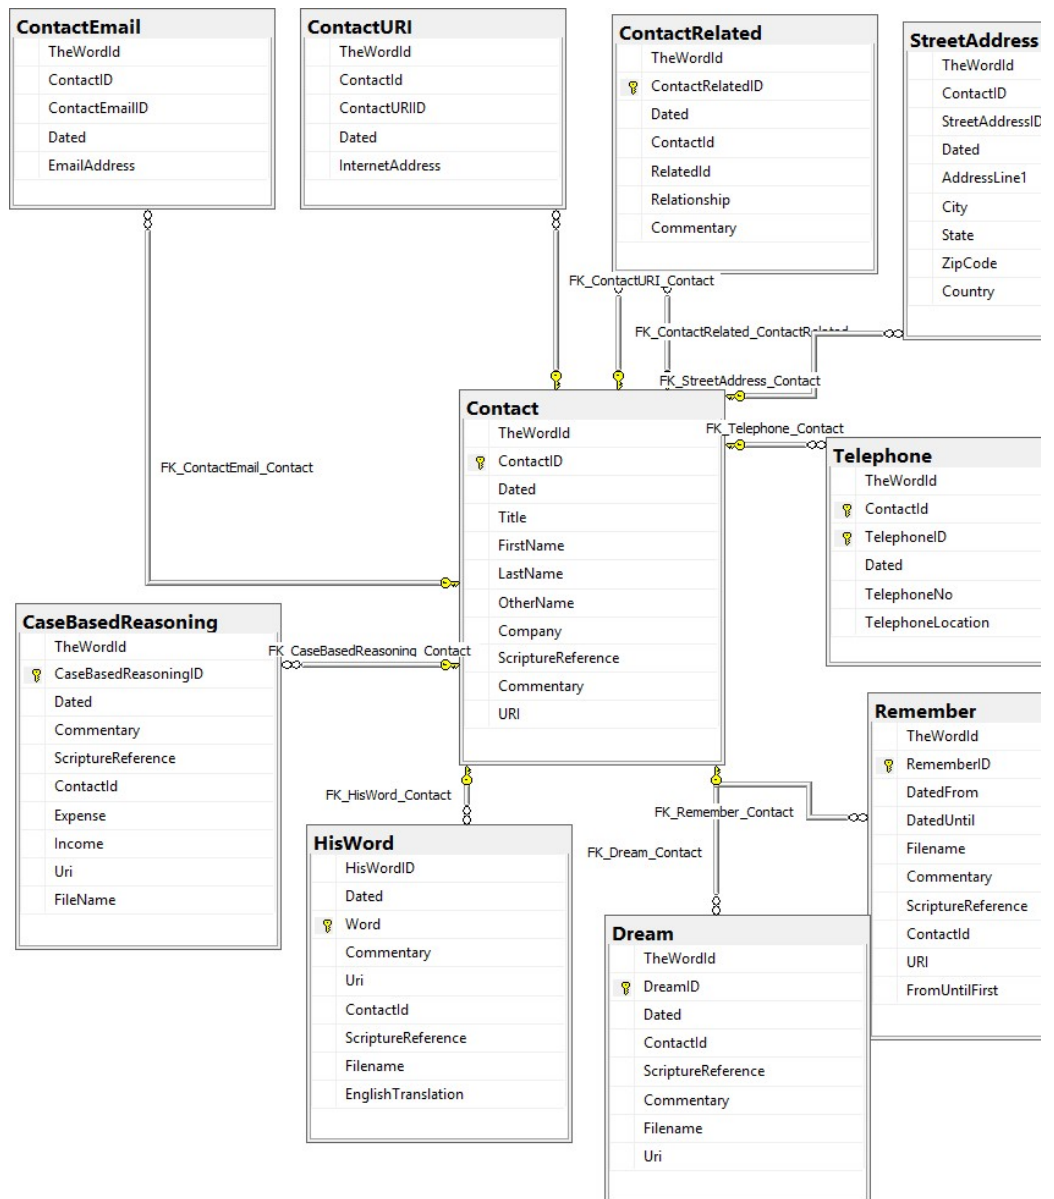 ContactEmail
TheWordId
ContactID
ContactEmailID
Dated
EmailAddress
ContactURI
TheWordId
ContactId
ContactURIID
Dated
InternetAddress
ContactRelated
TheWordId
ContactRelatedID
Dated
ContactId
RelatedId
Relationship
Commentary
StreetAddress
TheWordId
ContactID
StreetAddressID
Dated
AddressLine1
City
State
ZipCode
Country
FK_ContactURI_Contact
FK_ContactRelated_ContactRelated
FK_StreetAddress_Contact
FK_Telephone_Contact
FK_ContactEmail_Contact
Contact
TheWordId
ContactID
Dated
Title
FirstName
LastName
OtherName
Company
ScriptureReference
Commentary
URI
Telephone
TheWordId
ContactId
TelephoneID
Dated
TelephoneNo
TelephoneLocation
CaseBasedReasoning
TheWordId
CaseBasedReasoningID
Dated
Commentary
ScriptureReference
ContactId
Expense
Income
Uri
FileName
FK_CaseBasedReasoning_Contact
Remember
TheWordId
RememberID
DatedFrom
DatedUntil
Filename
Commentary
ScriptureReference
ContactId
URI
FromUntilFirst
FK_HisWord_Contact
FK_Remember_Contact
FK_Dream_Contact
HisWord
HisWordID
Dated
Word
Commentary
Uri
ContactId
ScriptureReference
Filename
EnglishTranslation
Dream
TheWordId
DreamID
Dated
ContactId
ScriptureReference
Commentary
Filename
Uri